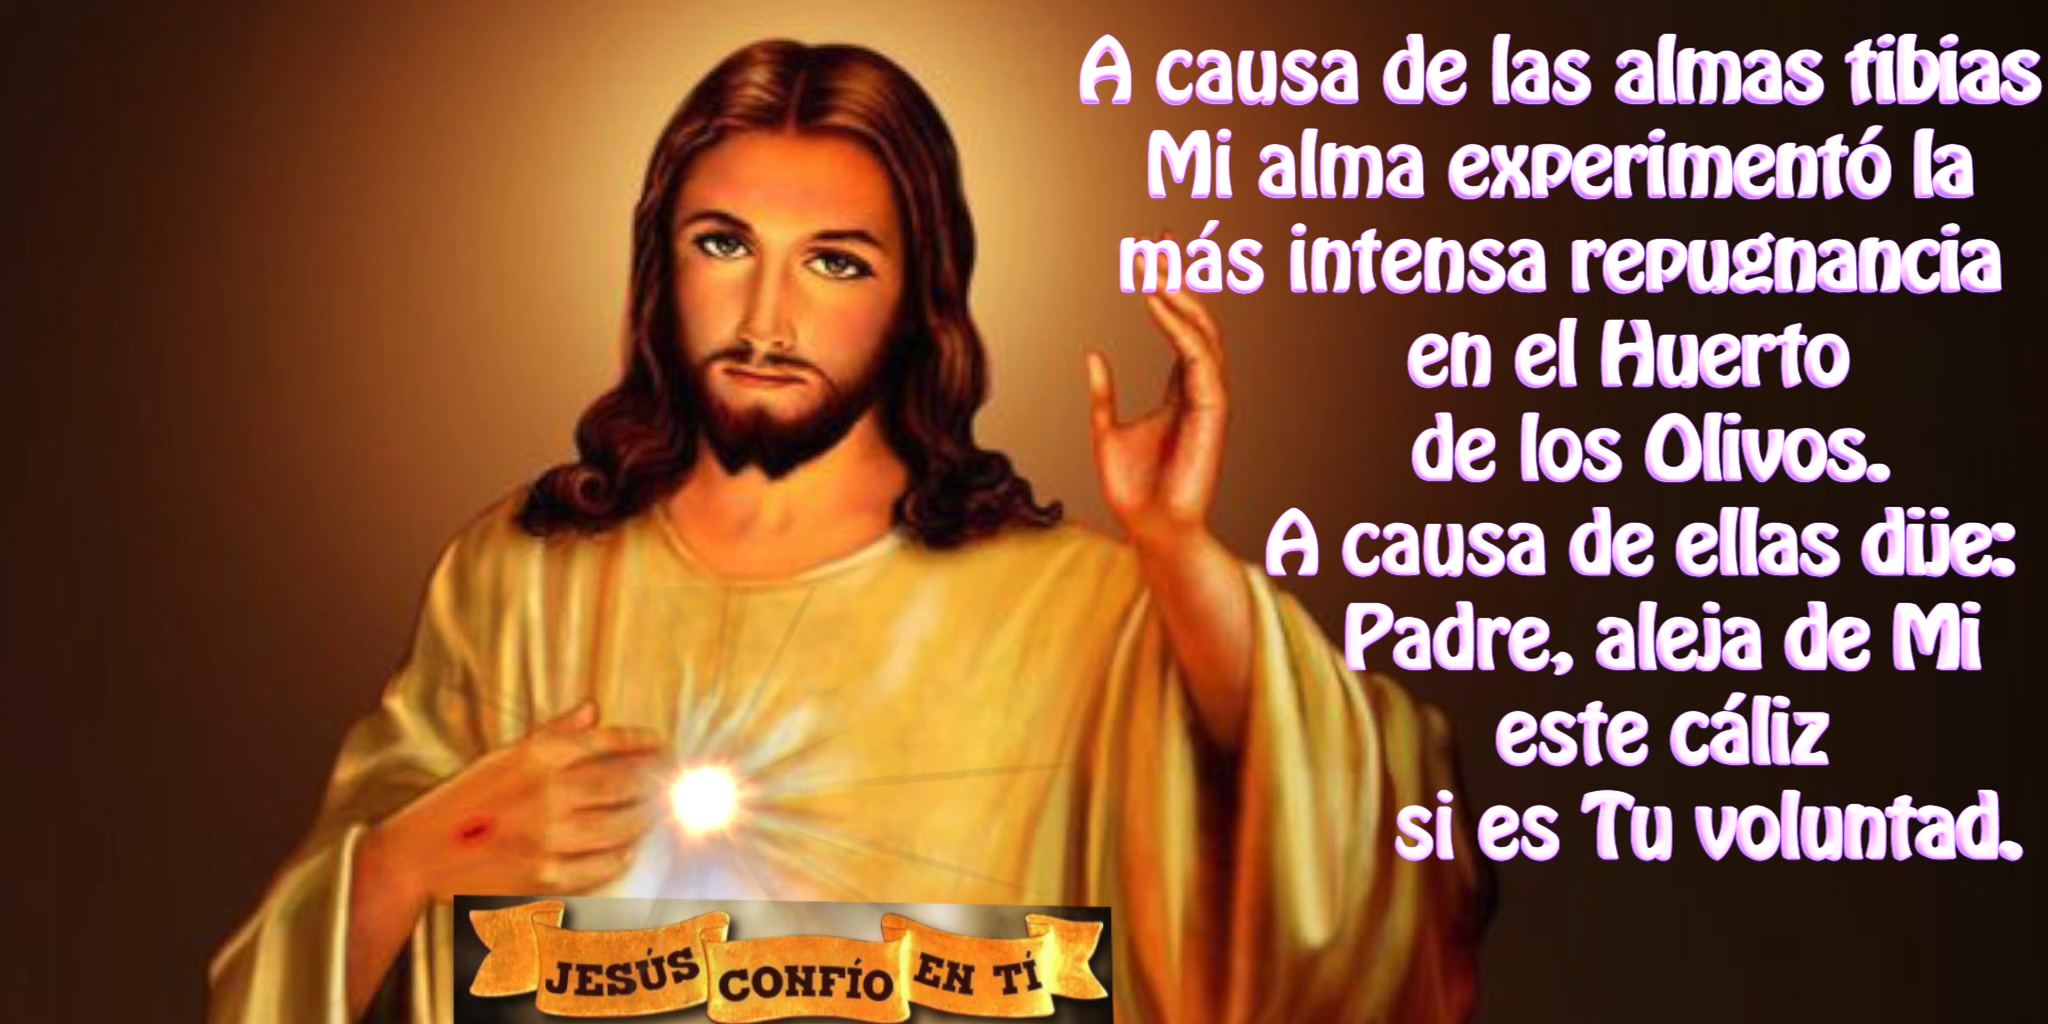 A causa de las almas tibias
Mi alma experimentó la
más intensa repugnancia
en el Huerto
de los Olivos.
A causa de ellas dije:
Padre, aleja de Mi
este cáliz
si es Tu voluntad.
JESÚS CONFÍO EN TÍ